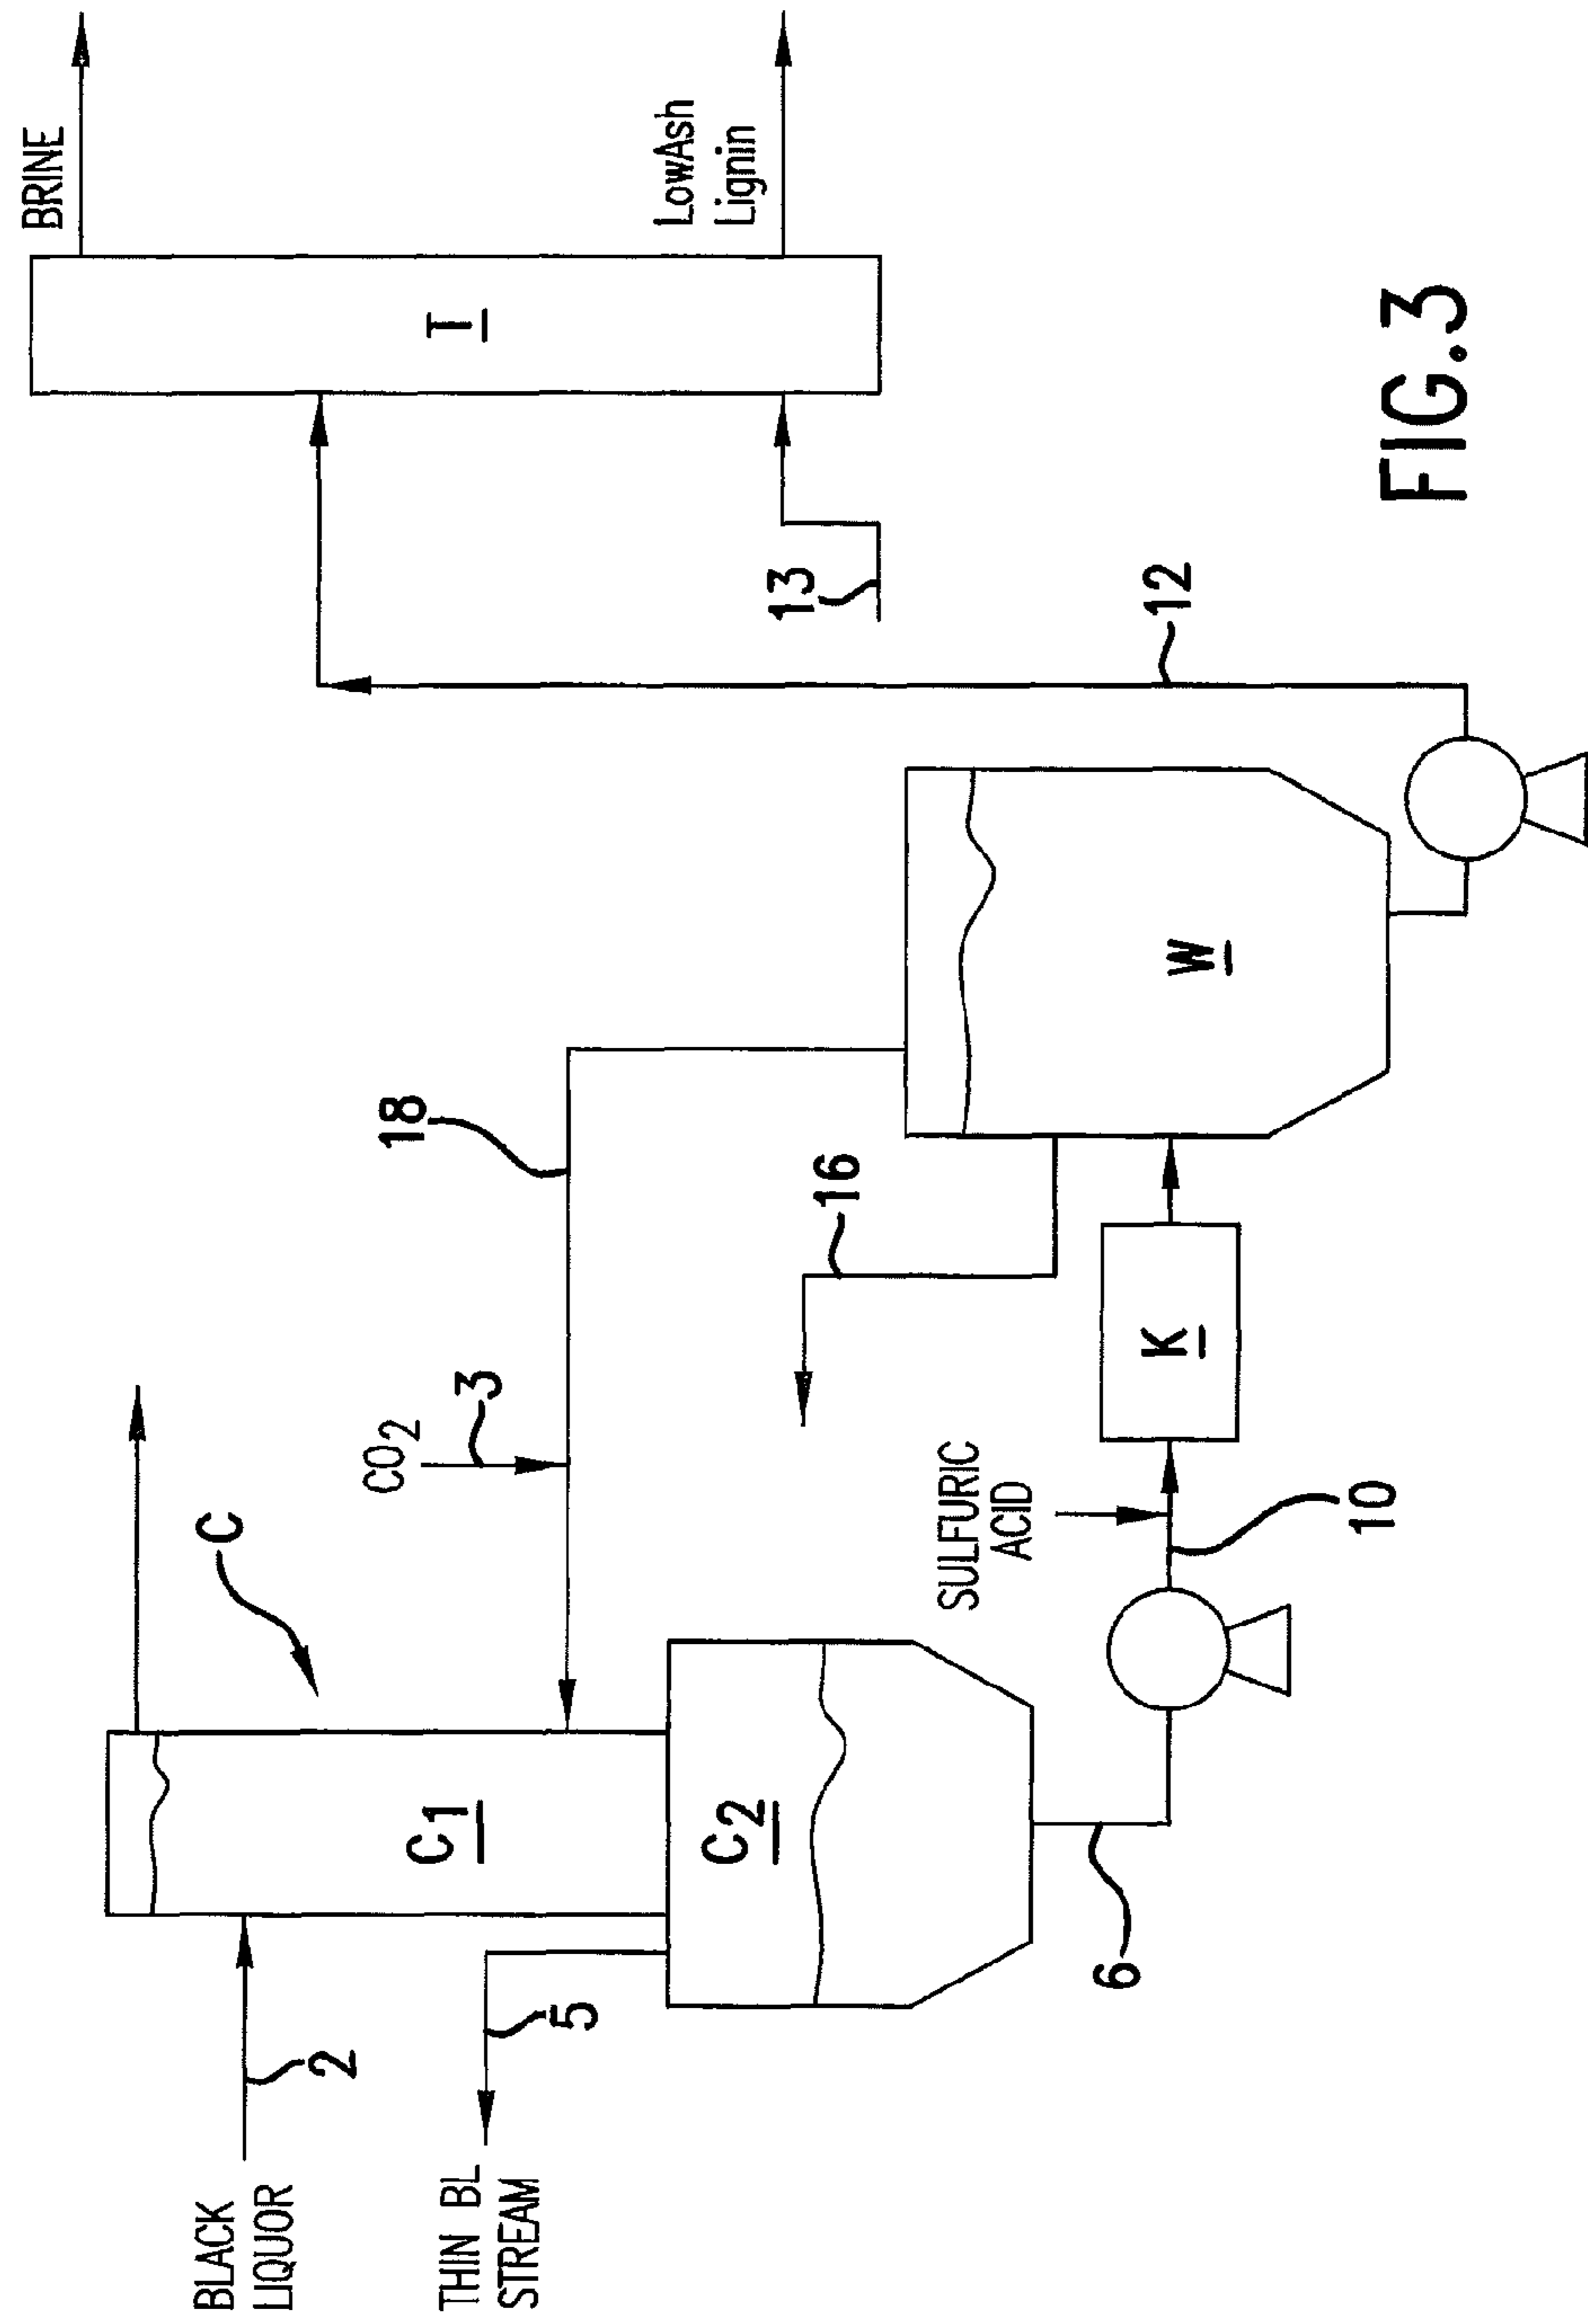 BLACK
LIQUOR
2
THIN BL
STREAM
5
C
C1
C2
6
CO2
3
18
SULFURIC
ACID
10
K
16
W
12
13
I
BRINE
LowAsh
Lignin
FIG.3